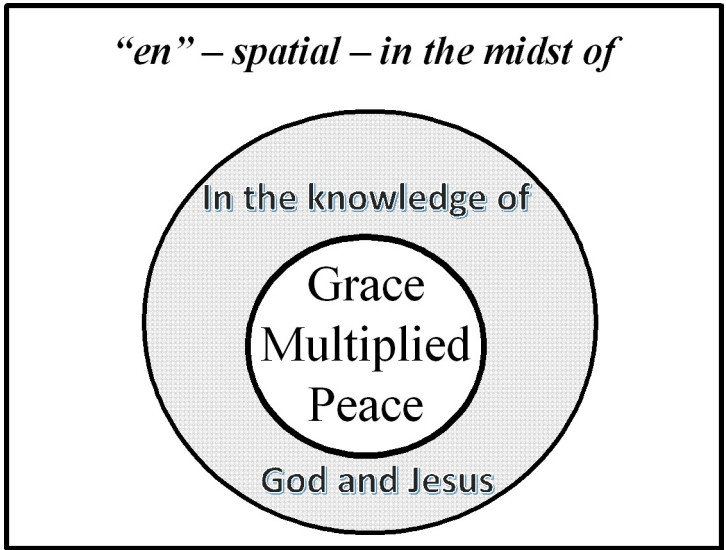 “en” – spatial – in the midst of
In the knowledge of
Grace
Multiplied
Peace
God and Jesus